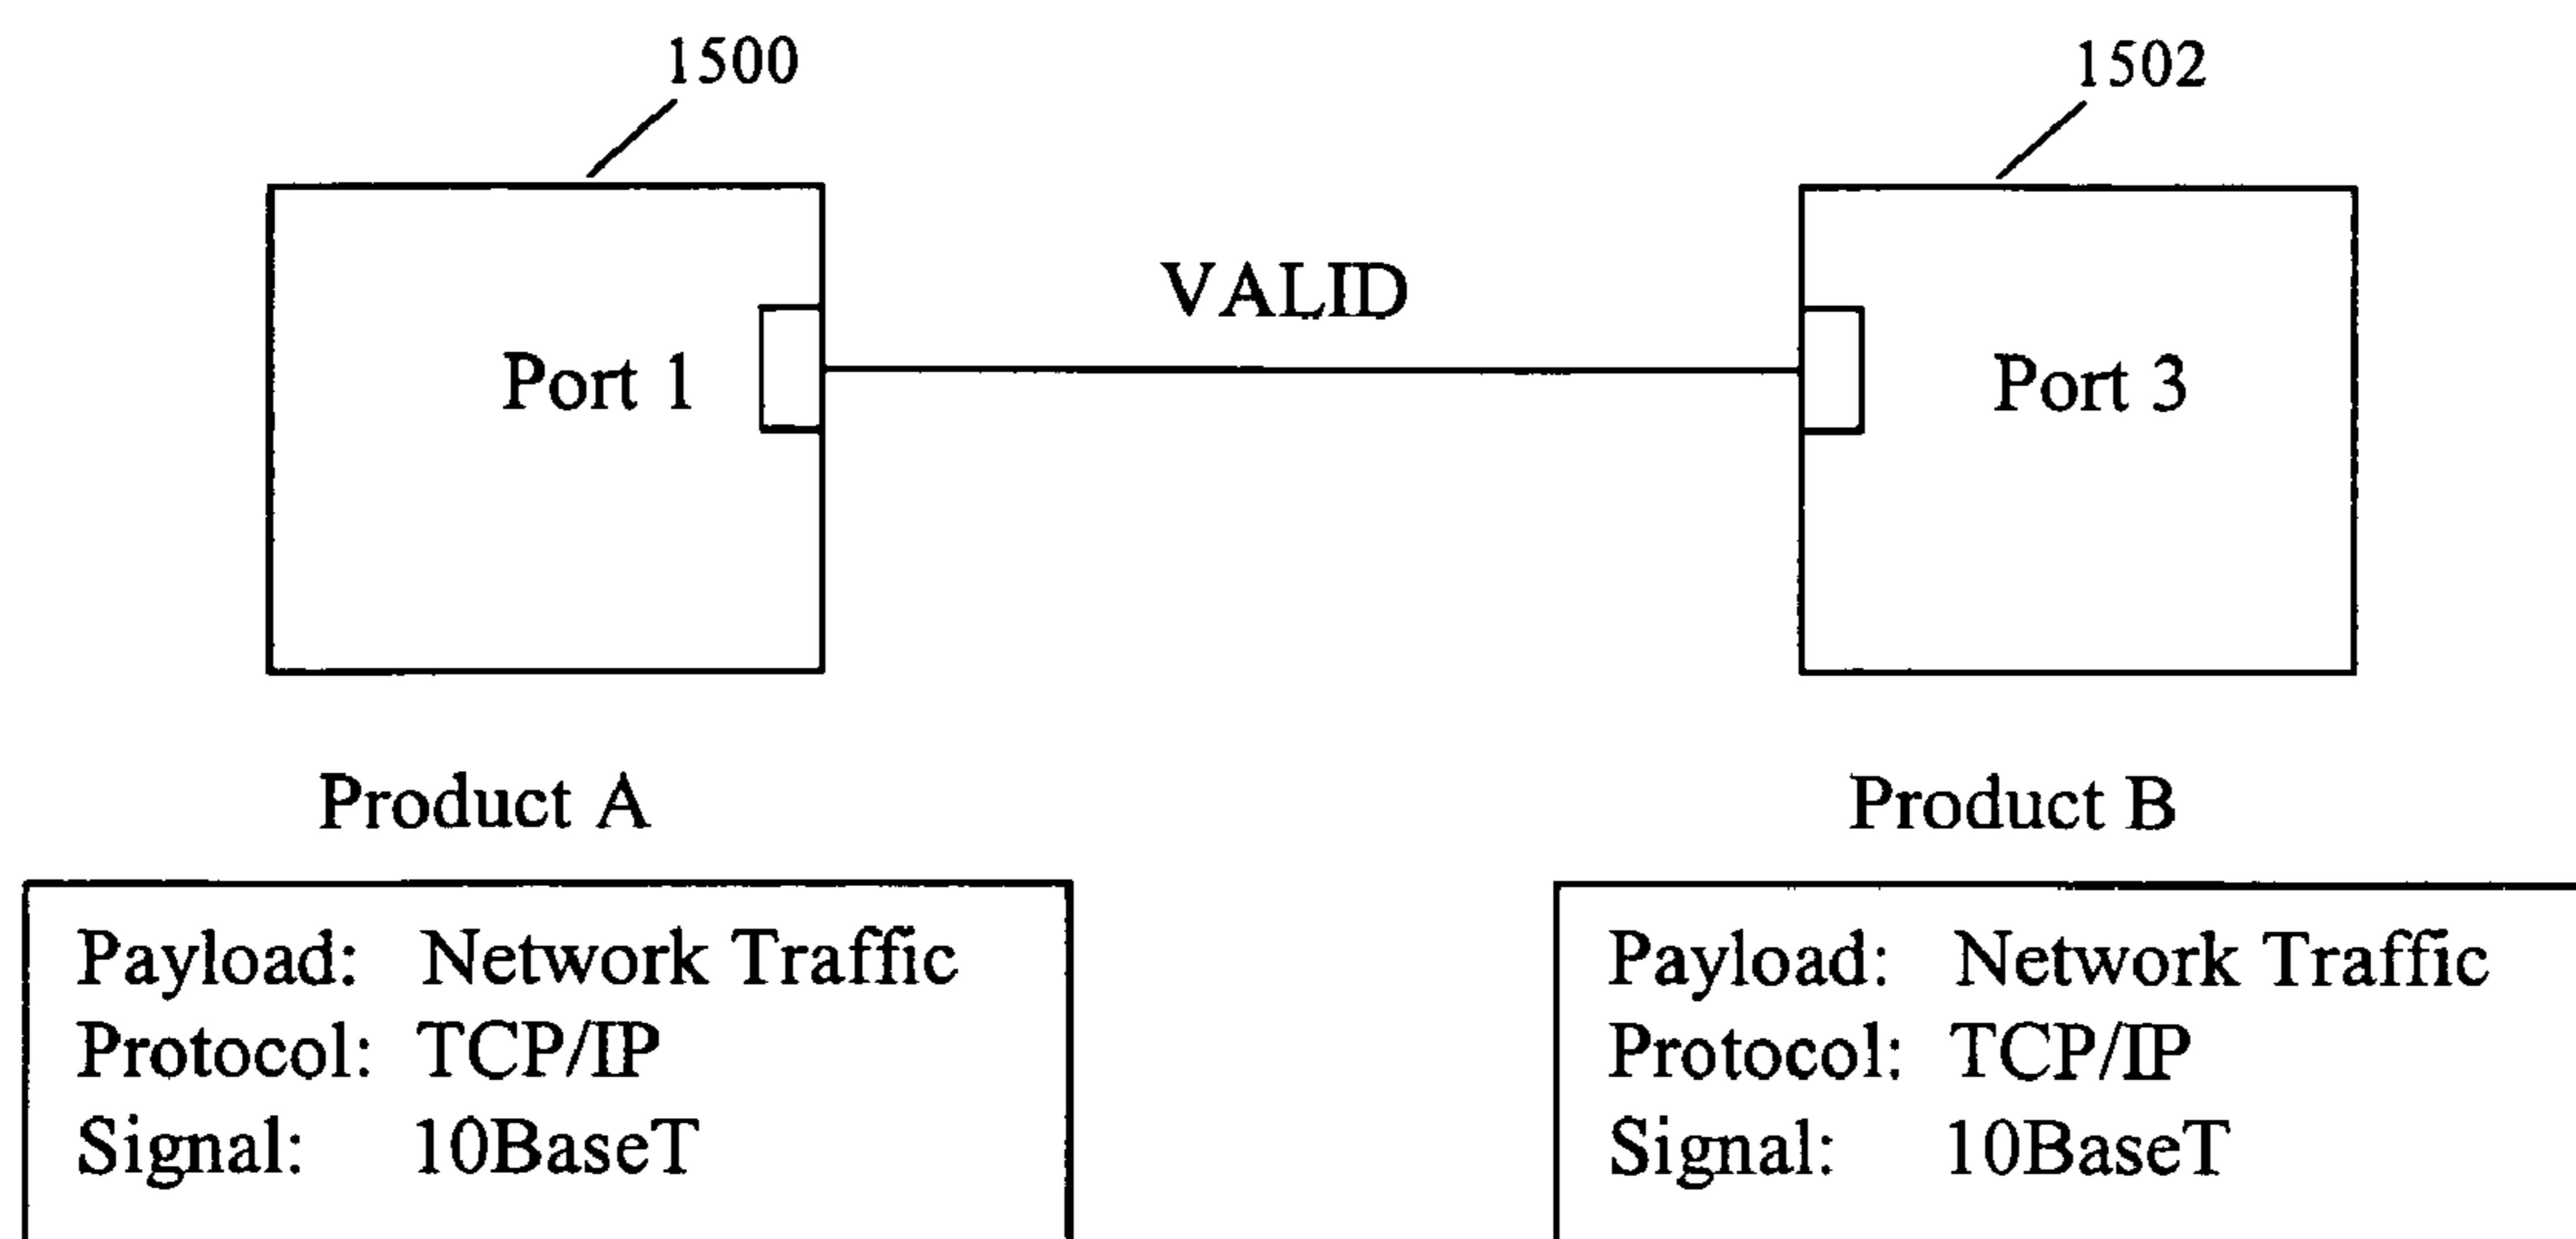 1500
1502
VALID
Port 1
Port 3
Product A
Product B
Payload: Network Traffic
Protocol: TCP/IP
Signal: 10BaseT
Payload: Network Traffic
Protocol: TCP/IP
Signal: 10BaseT